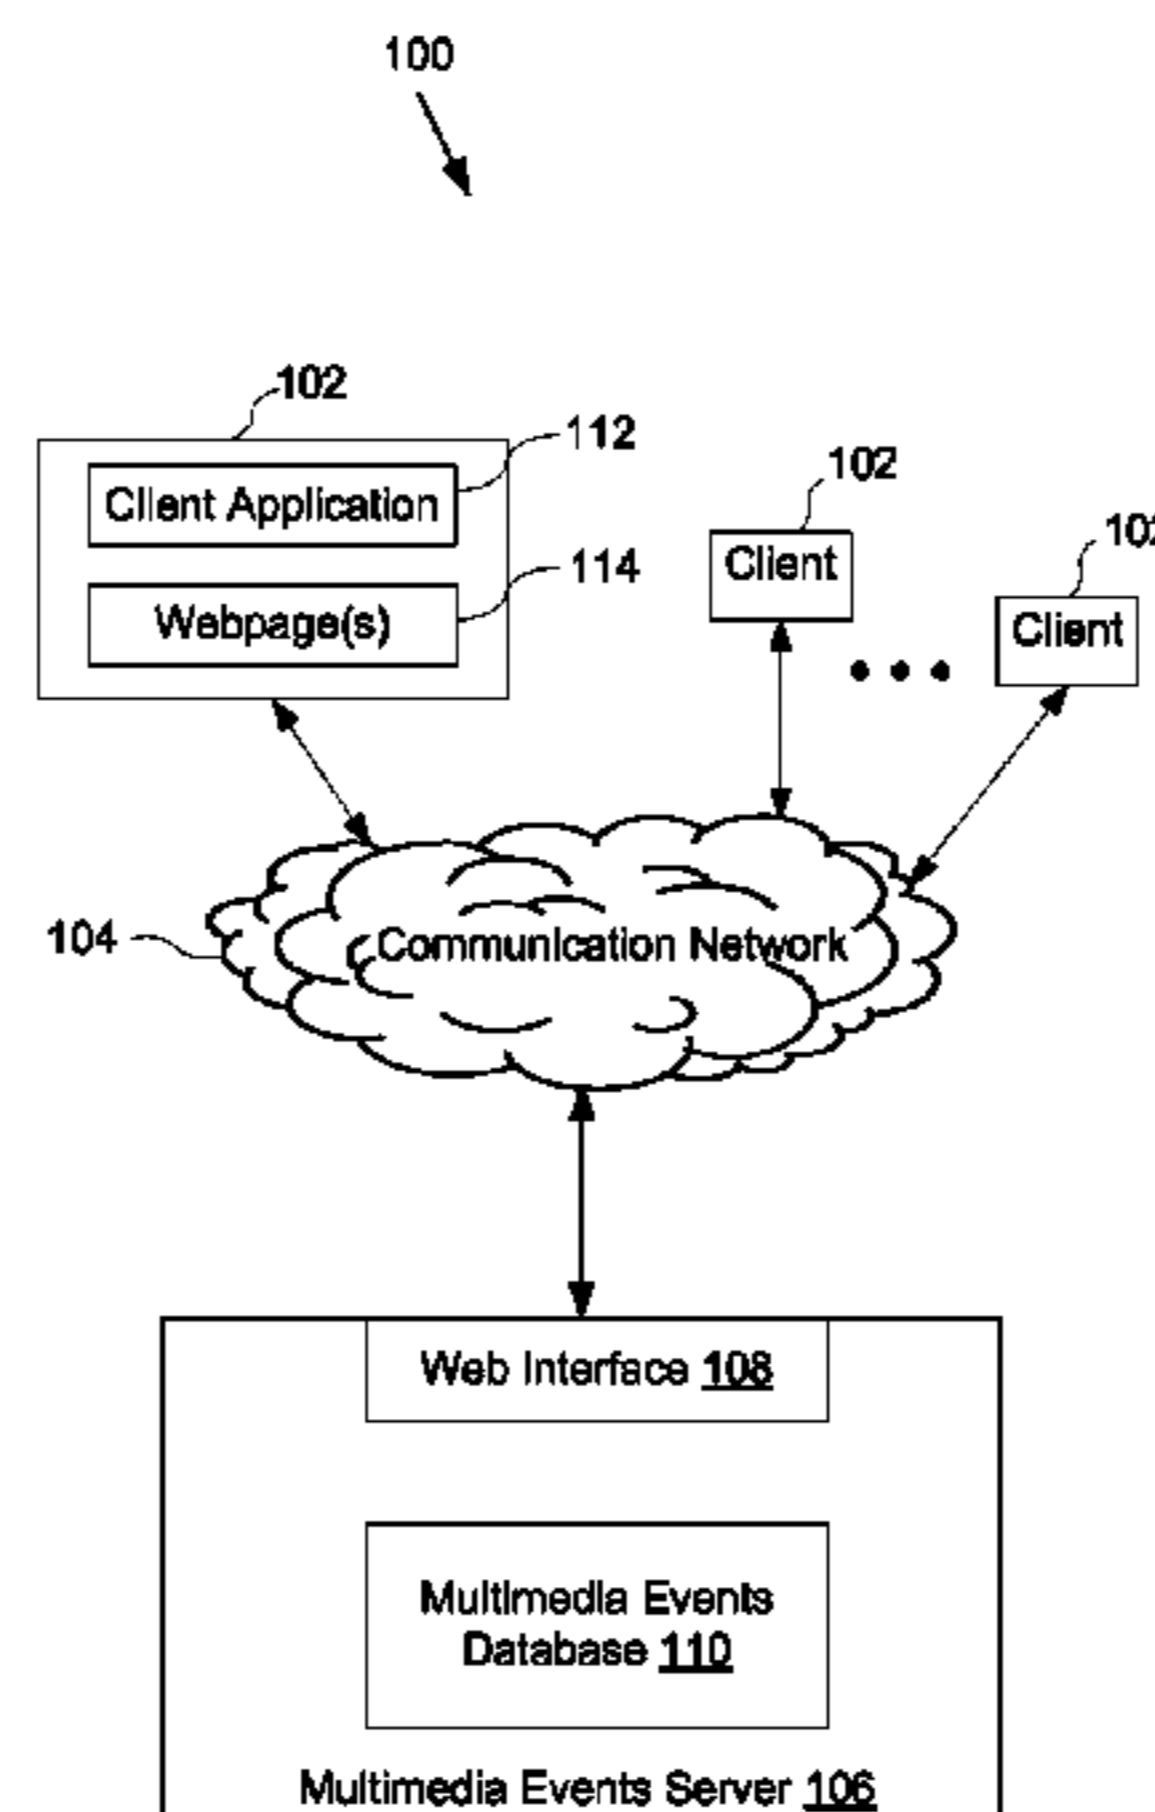 100
102
112
Client Application
102
114
Client
102
Webpage(s)
Client
104
Communication Network
Web Interface 108
Multimedia Events
Database 110
Multimedia Events Server 106